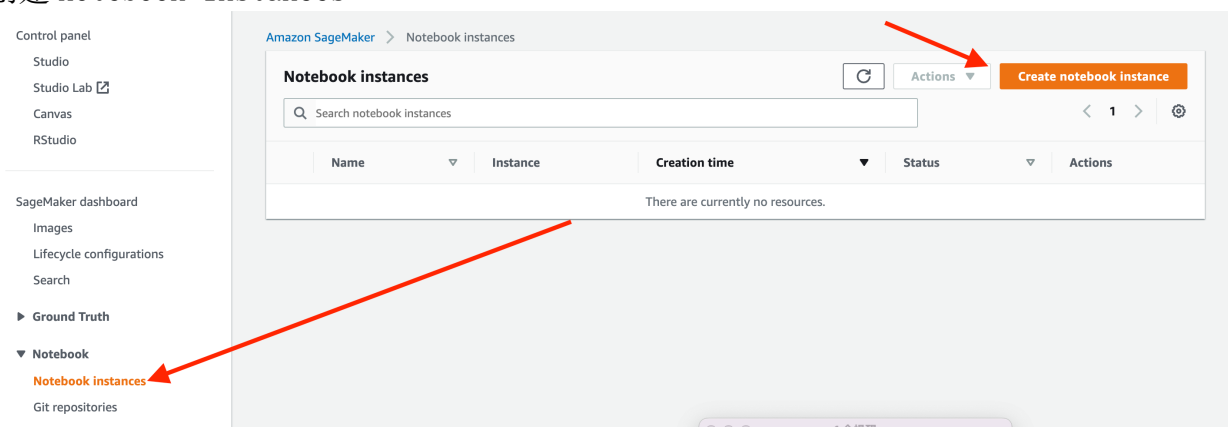 Control panel
Studio
Studio Lab
Canvas
RStudio
SageMaker dashboard
Images
Lifecycle configurations
Search
Ground Truth
Notebook
Notebook instances
Git repositories
Amazon SageMaker > Notebook instances
Notebook instances
Actions
Create notebook instance
Search notebook instances
1
Name Instance Creation time Status Actions
There are currently no resources.